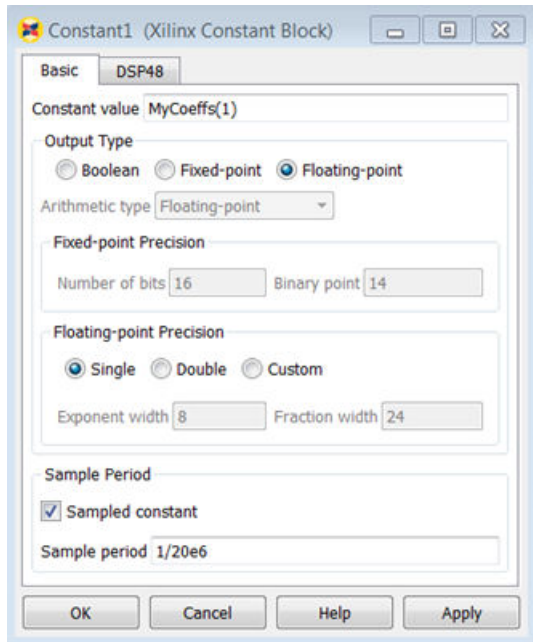 Constant1 (Xilinx Constant Block)
Basic DSP48
Constant value MyCoeffs(1)
Output Type
Boolean Fixed-point Floating-point
Arithmetic type Floating-point
Fixed-point Precision
Number of bits 16 Binary point 14
Floating-point Precision
Single Double Custom
Exponent width 8 Fraction width 24
Sample Period
Sampled constant
Sample period 1/20e6
OK Cancel Help Apply